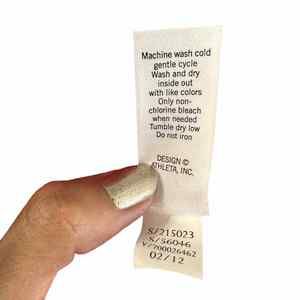 Machine wash cold
gentle cycle
Wash and dry
inside out
with like colors
Only non-
chlorine bleach
when needed
Tumble dry low
Do not iron
DESIGN ©
ATHLETA, INC.
S/215023
S/56046
V/700026462
02/12